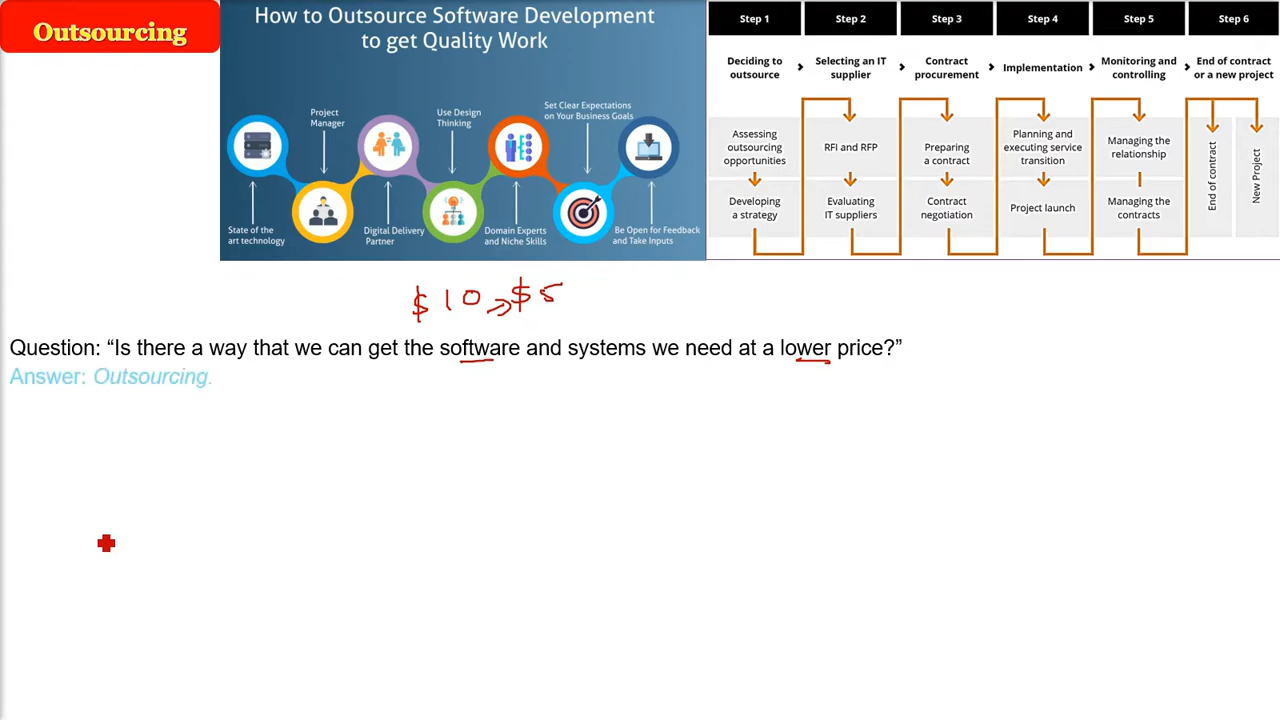 Outsourcing
How to Outsource Software Development
to get Quality Work
Project
Manager
Use Design
Thinking
Set Clear Expectations
on Your Business Goals
State of the
art technology
Digital Delivery
Partner
Domain Experts
and Niche Skills
Be Open for Feedback
and Take Inputs
Step 1
Step 2
Step 3
Step 4
Step 5
Step 6
Deciding to
outsource
Selecting an IT
supplier
Contract
procurement
Implementation
Monitoring and
controlling
End of contract
or a new project
Assessing
outsourcing
opportunities
RFI and RFP
Preparing
a contract
Planning and
executing service
transition
Managing the
relationship
Developing
a strategy
Evaluating
IT suppliers
Contract
negotiation
Project launch
Managing the
contracts
End of contract
New Project
$10 → $5
Question: “Is there a way that we can get the software and systems we need at a lower price?”
Answer: Outsourcing.